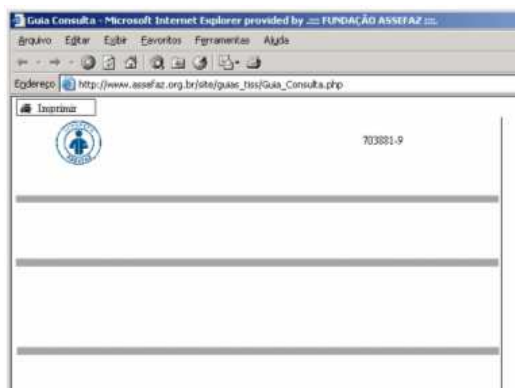 Guia Consulta - Microsoft Internet Explorer provided by .::: FUNDAÇÃO ASSEFAZ :::.
Arquivo Editar Exibir Favoritos Ferramentas Ajuda
Endereço http://www.assefaz.org.br/site/guias_tiss/Guia_Consulta.php
Imprimir
703881-9